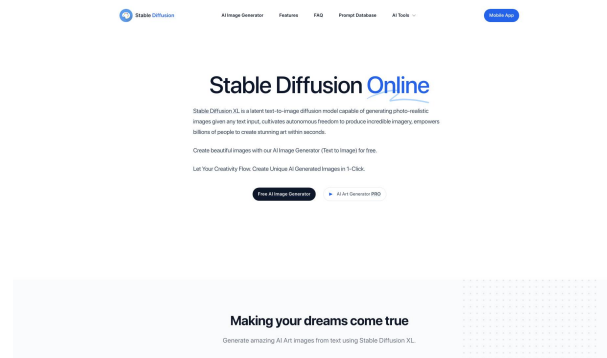 Stable Diffusion
AI Image Generator
Features
FAQ
Prompt Database
AI Tools
Mobile App
Stable Diffusion Online
Stable Diffusion XL is a latent text-to-image diffusion model capable of generating photo-realistic
images given any text input, cultivates autonomous freedom to produce incredible imagery, empowers
billions of people to create stunning art within seconds.
Create beautiful images with our AI Image Generator (Text to Image) for free.
Let Your Creativity Flow. Create Unique AI Generated Images in 1-Click.
Free AI Image Generator
AI Art Generator PRO
Making your dreams come true
Generate amazing AI Art images from text using Stable Diffusion XL.